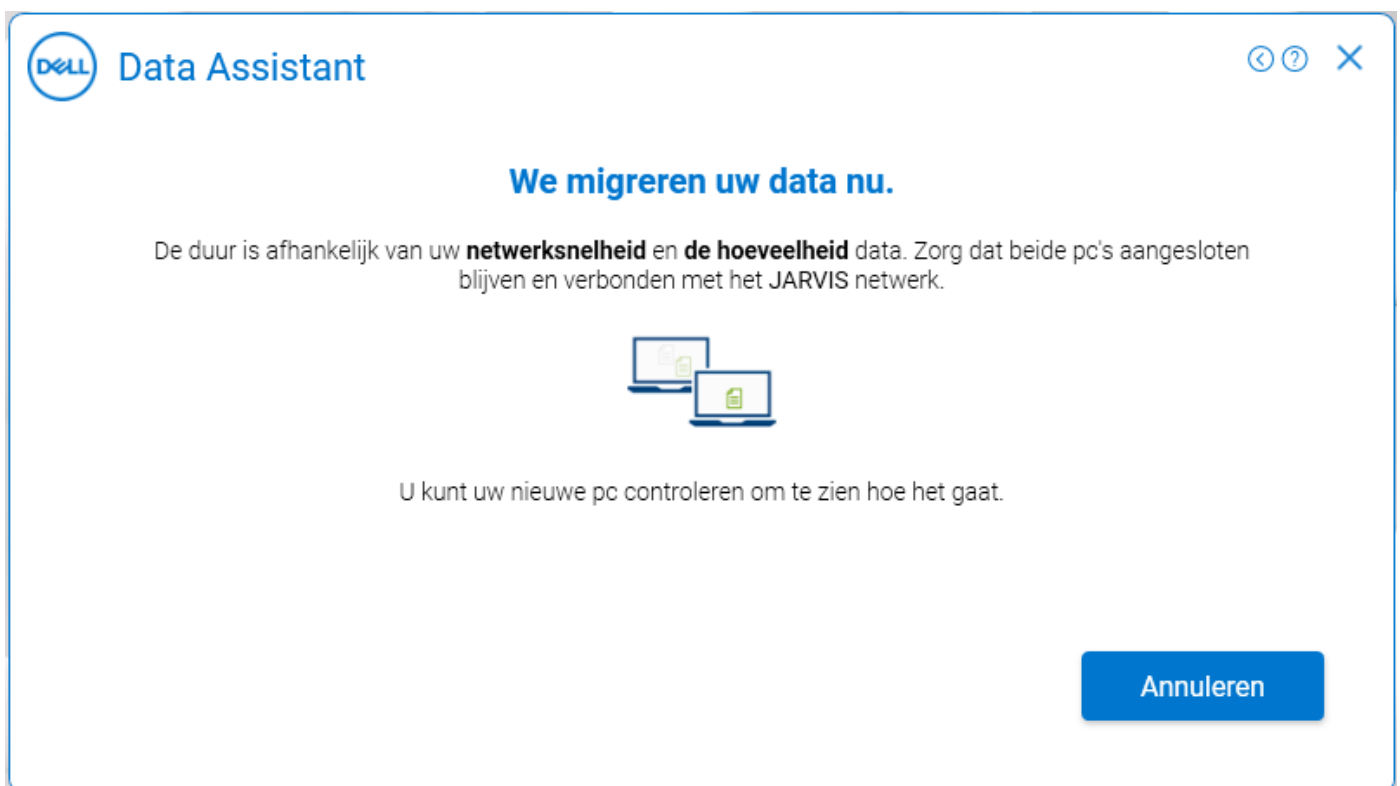 DELL Data Assistant
We migreren uw data nu.
De duur is afhankelijk van uw netwerksnelheid en de hoeveelheid data. Zorg dat beide pc's aangesloten
blijven en verbonden met het JARVIS netwerk.
U kunt uw nieuwe pc controleren om te zien hoe het gaat.
Annuleren